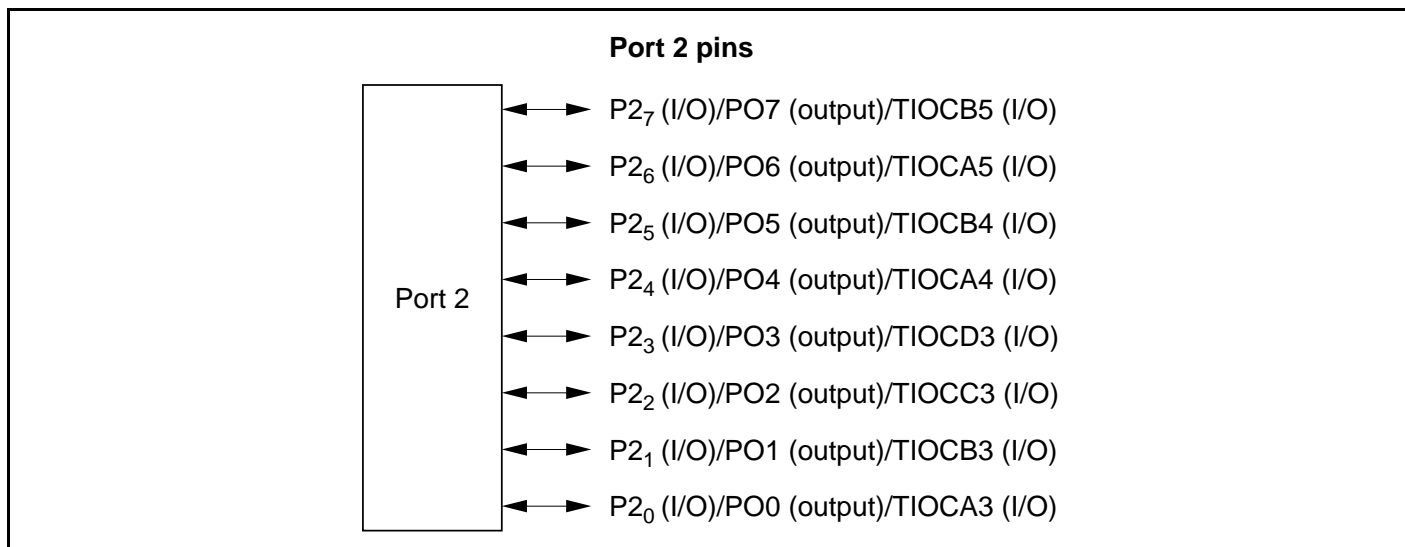 Port 2 pins
P2₇ (I/O)/PO7 (output)/TIOCB5 (I/O)
P2₆ (I/O)/PO6 (output)/TIOCA5 (I/O)
P2₅ (I/O)/PO5 (output)/TIOCB4 (I/O)
P2₄ (I/O)/PO4 (output)/TIOCA4 (I/O)
Port 2
P2₃ (I/O)/PO3 (output)/TIOCD3 (I/O)
P2₂ (I/O)/PO2 (output)/TIOCC3 (I/O)
P2₁ (I/O)/PO1 (output)/TIOCB3 (I/O)
P2₀ (I/O)/PO0 (output)/TIOCA3 (I/O)